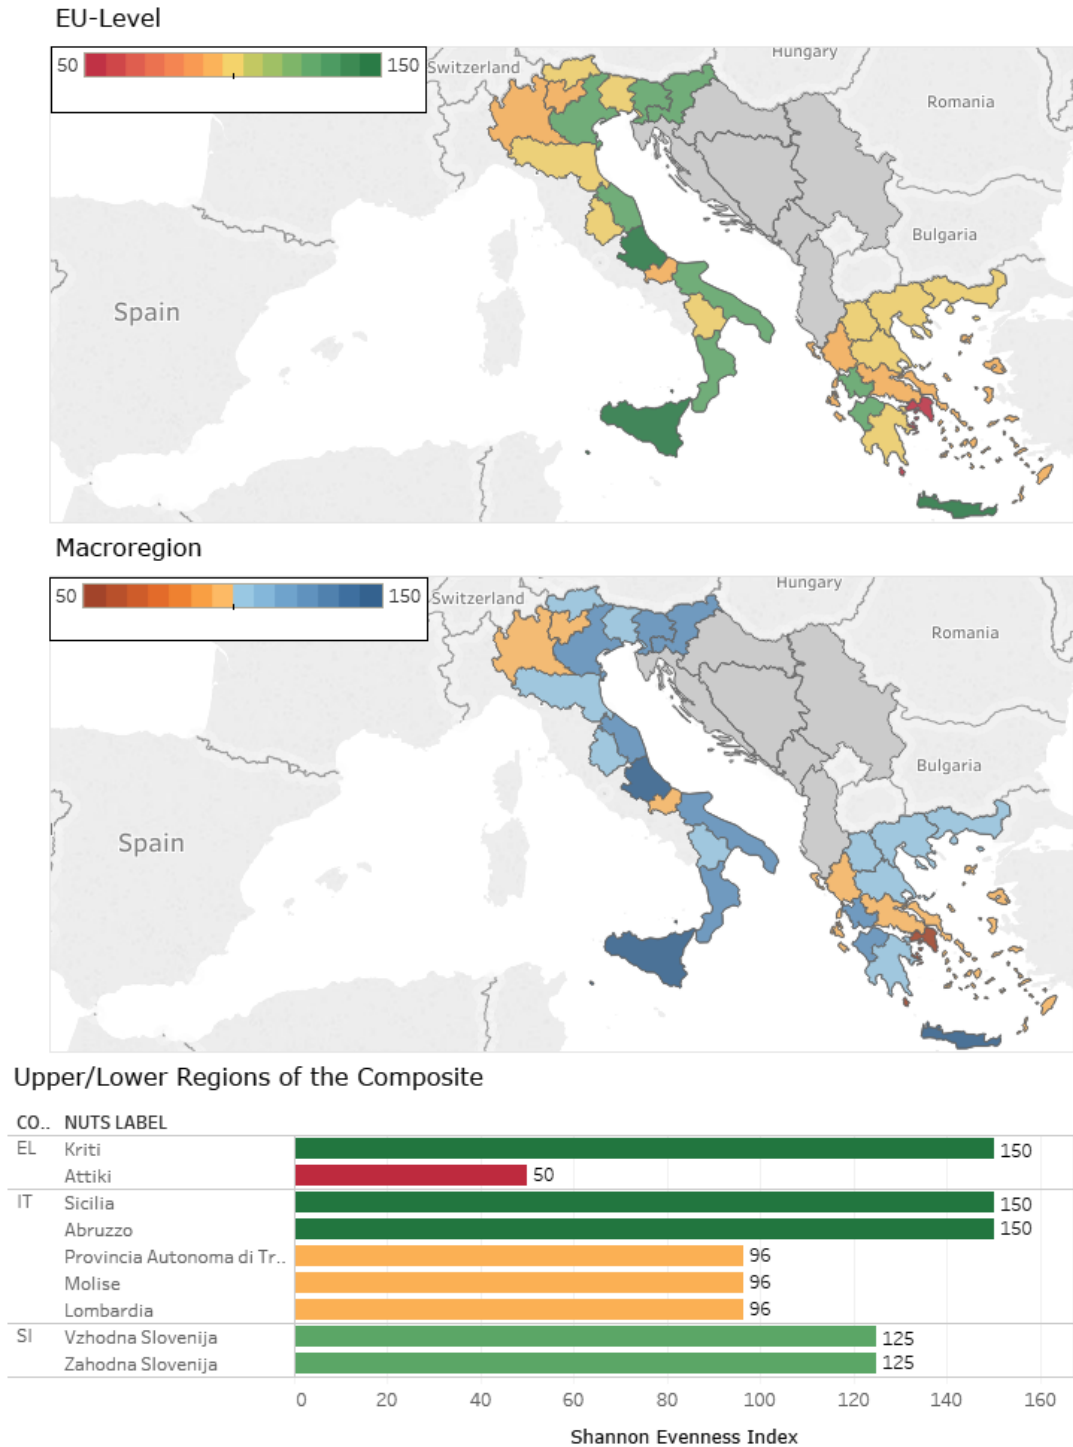 EU-Level
50 150
Switzerland
Hungary
Romania
Bulgaria
Spain
Macroregion
50 150
Switzerland
Hungary
Romania
Bulgaria
Spain
Upper/Lower Regions of the Composite
CO.. NUTS LABEL
EL Kriti 150
Attiki 50
IT Sicilia 150
Abruzzo 150
Provincia Autonoma di Tr.. 96
Molise 96
Lombardia 96
SI Vzhodna Slovenija 125
Zahodna Slovenija 125
0 20 40 60 80 100 120 140 160
Shannon Evenness Index